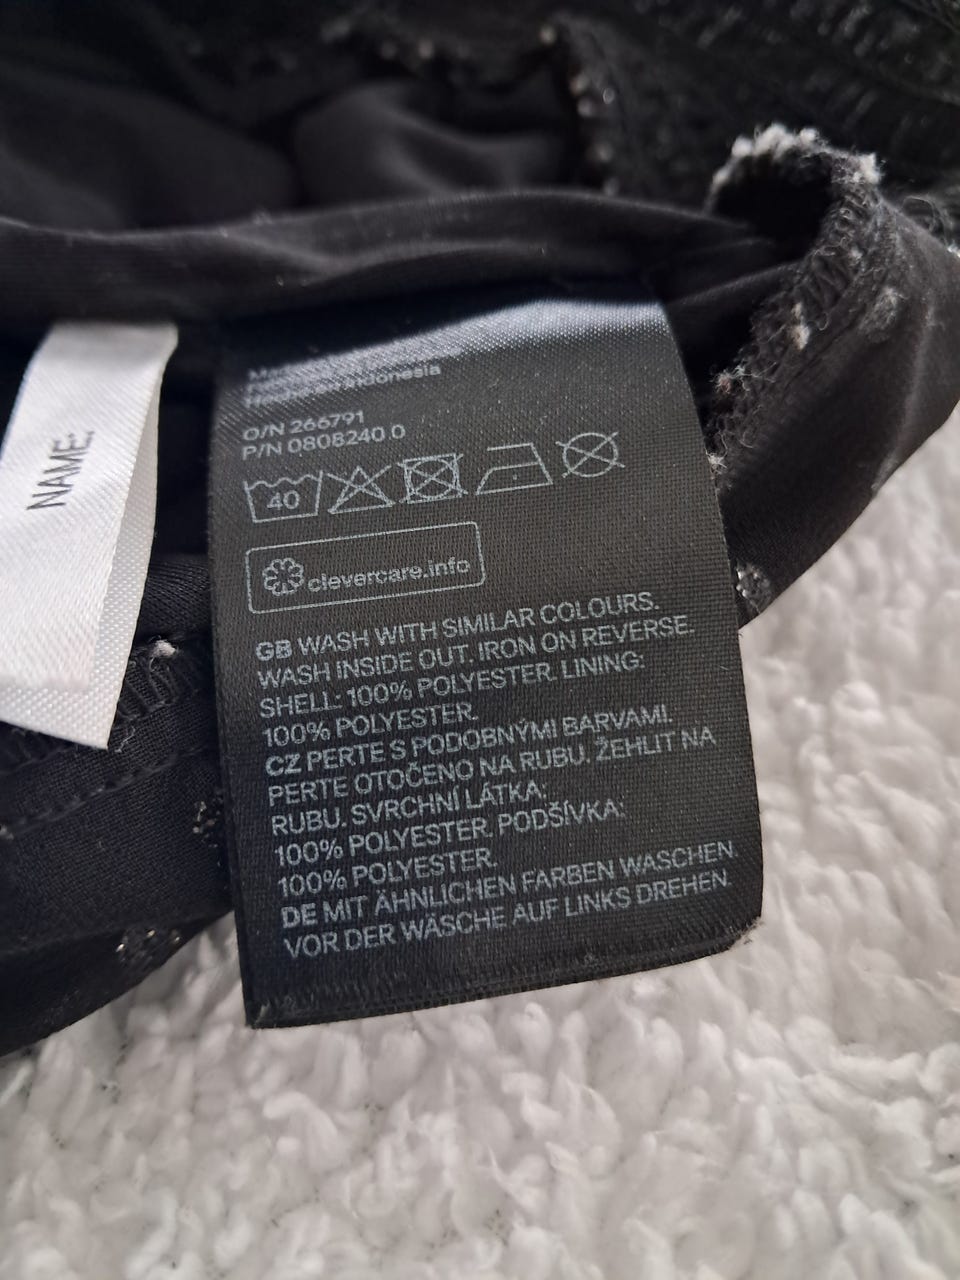 NAME:
Indonesia
O/N 266791
P/N 0808240.0
40
clevercare.info
GB WASH WITH SIMILAR COLOURS.
WASH INSIDE OUT. IRON ON REVERSE.
SHELL: 100% POLYESTER. LINING:
100% POLYESTER.
CZ PERTE S PODOBNÝMI BARVAMI.
PERTE OTOČENO NA RUBU. ŽEHLIT NA
RUBU. SVRCHNÍ LÁTKA:
100% POLYESTER. PODŠÍVKA:
100% POLYESTER.
DE MIT ÄHNLICHEN FARBEN WASCHEN.
VOR DER WÄSCHE AUF LINKS DREHEN.